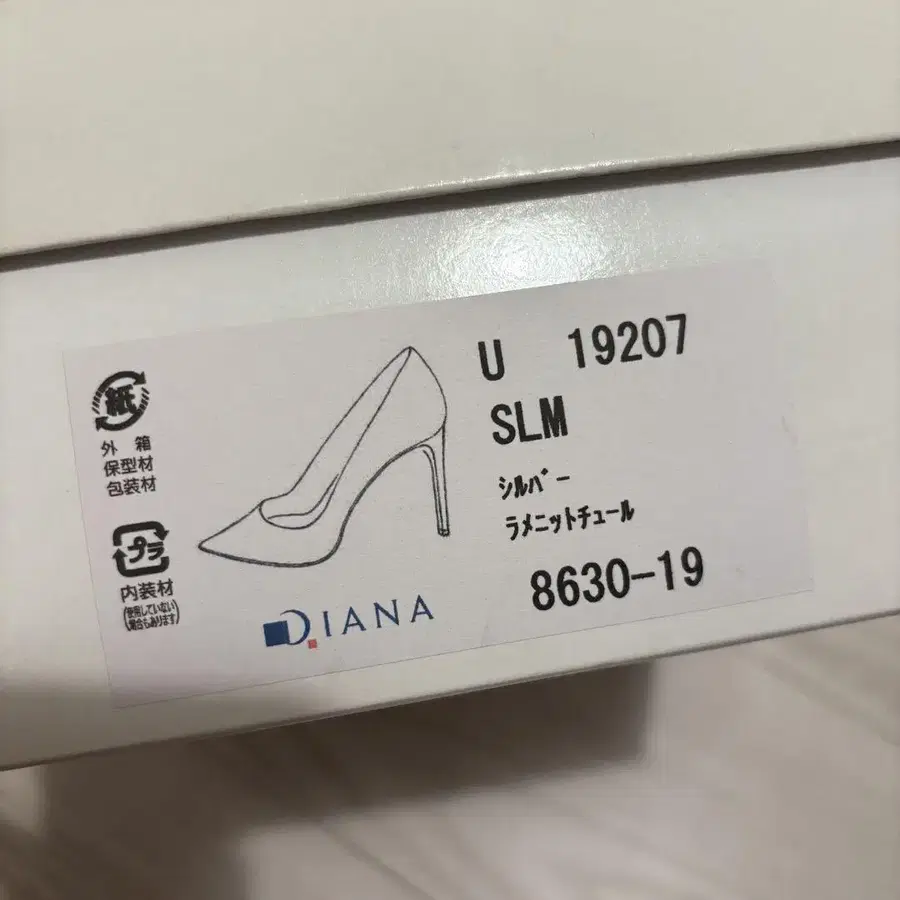 紙
外 箱
保型材
包装材
プラ
内装材
(使用していない
場合もあります)
DIANA
U 19207
SLM
ｼﾙﾊﾞｰ
ﾗﾒﾆｯﾄﾁｭｰﾙ
8630-19